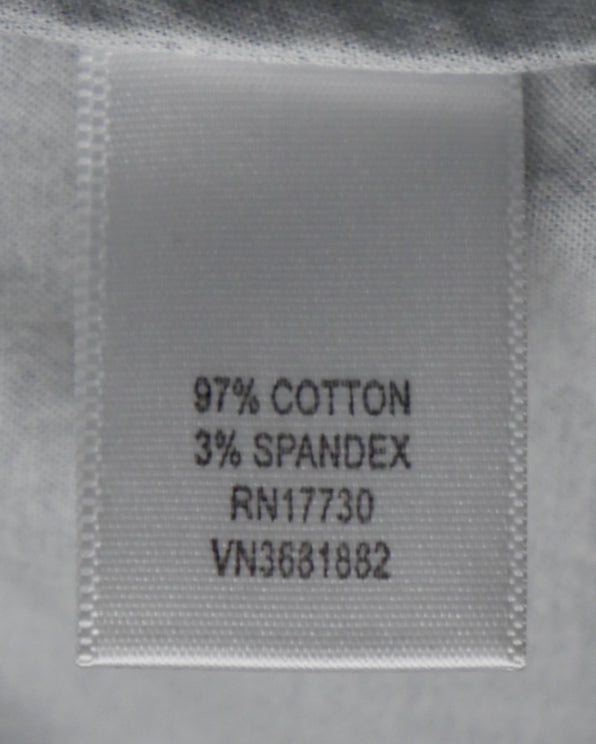 97% COTTON
3% SPANDEX
RN17730
VN3681882